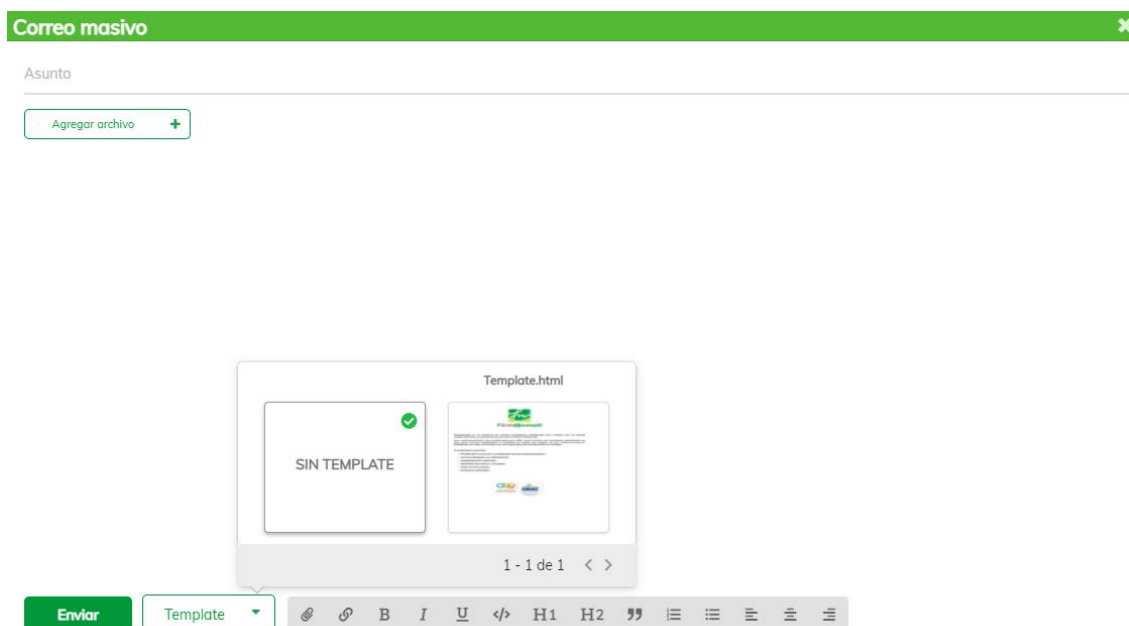 Correo masivo
Asunto
Agregar archivo +
Template.html
SIN TEMPLATE
1 - 1 de 1 < >
Enviar
Template
B I U </> H1 H2